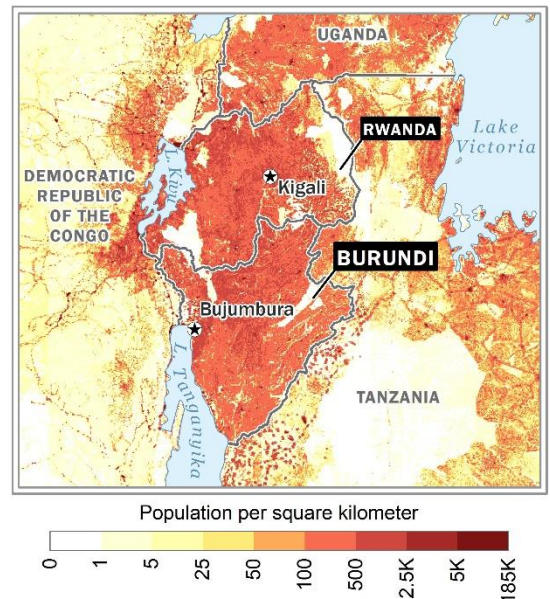 UGANDA
RWANDA
Lake
Victoria
L. Kivu
DEMOCRATIC
REPUBLIC
OF THE
CONGO
Kigali
BURUNDI
Bujumbura
L. Tanganyika
TANZANIA
Population per square kilometer
0 1 5 25 50 100 500 2.5K 5K 185K